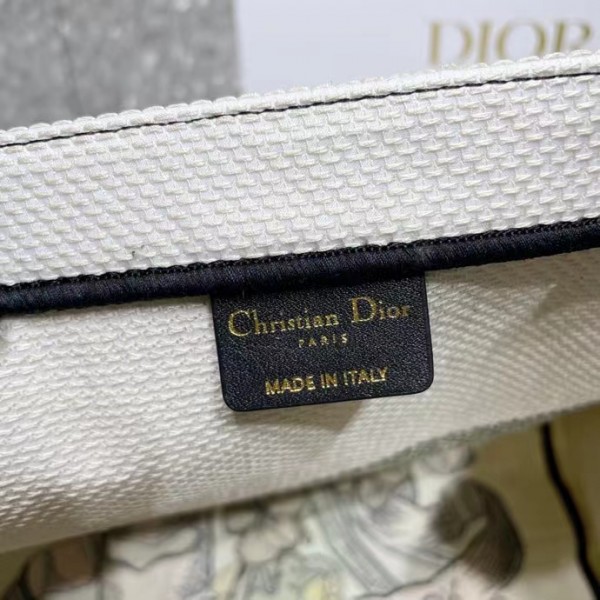 DIOR
Christian Dior
PARIS
MADE IN ITALY